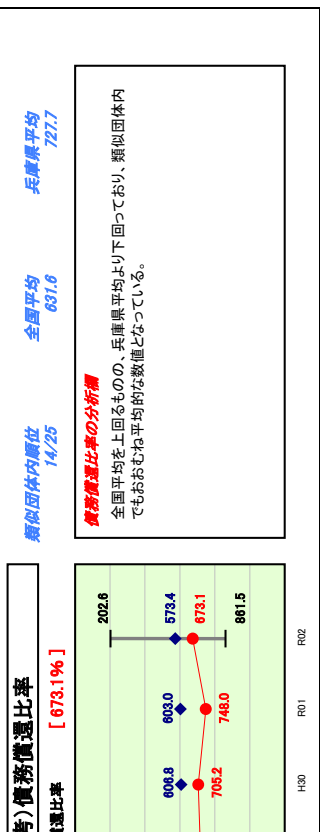 考）債務償還比率
償還比率
[ 673.1% ]
類似団体内順位
14/25
全国平均
631.6
兵庫県平均
727.7
債務償還比率の分析欄
全国平均を上回るものの、兵庫県平均より下回っており、類似団体内
でもおおむね平均的な数値となっている。
202.6
606.8
603.0
573.4
705.2
748.0
673.1
861.5
H30
R01
R02